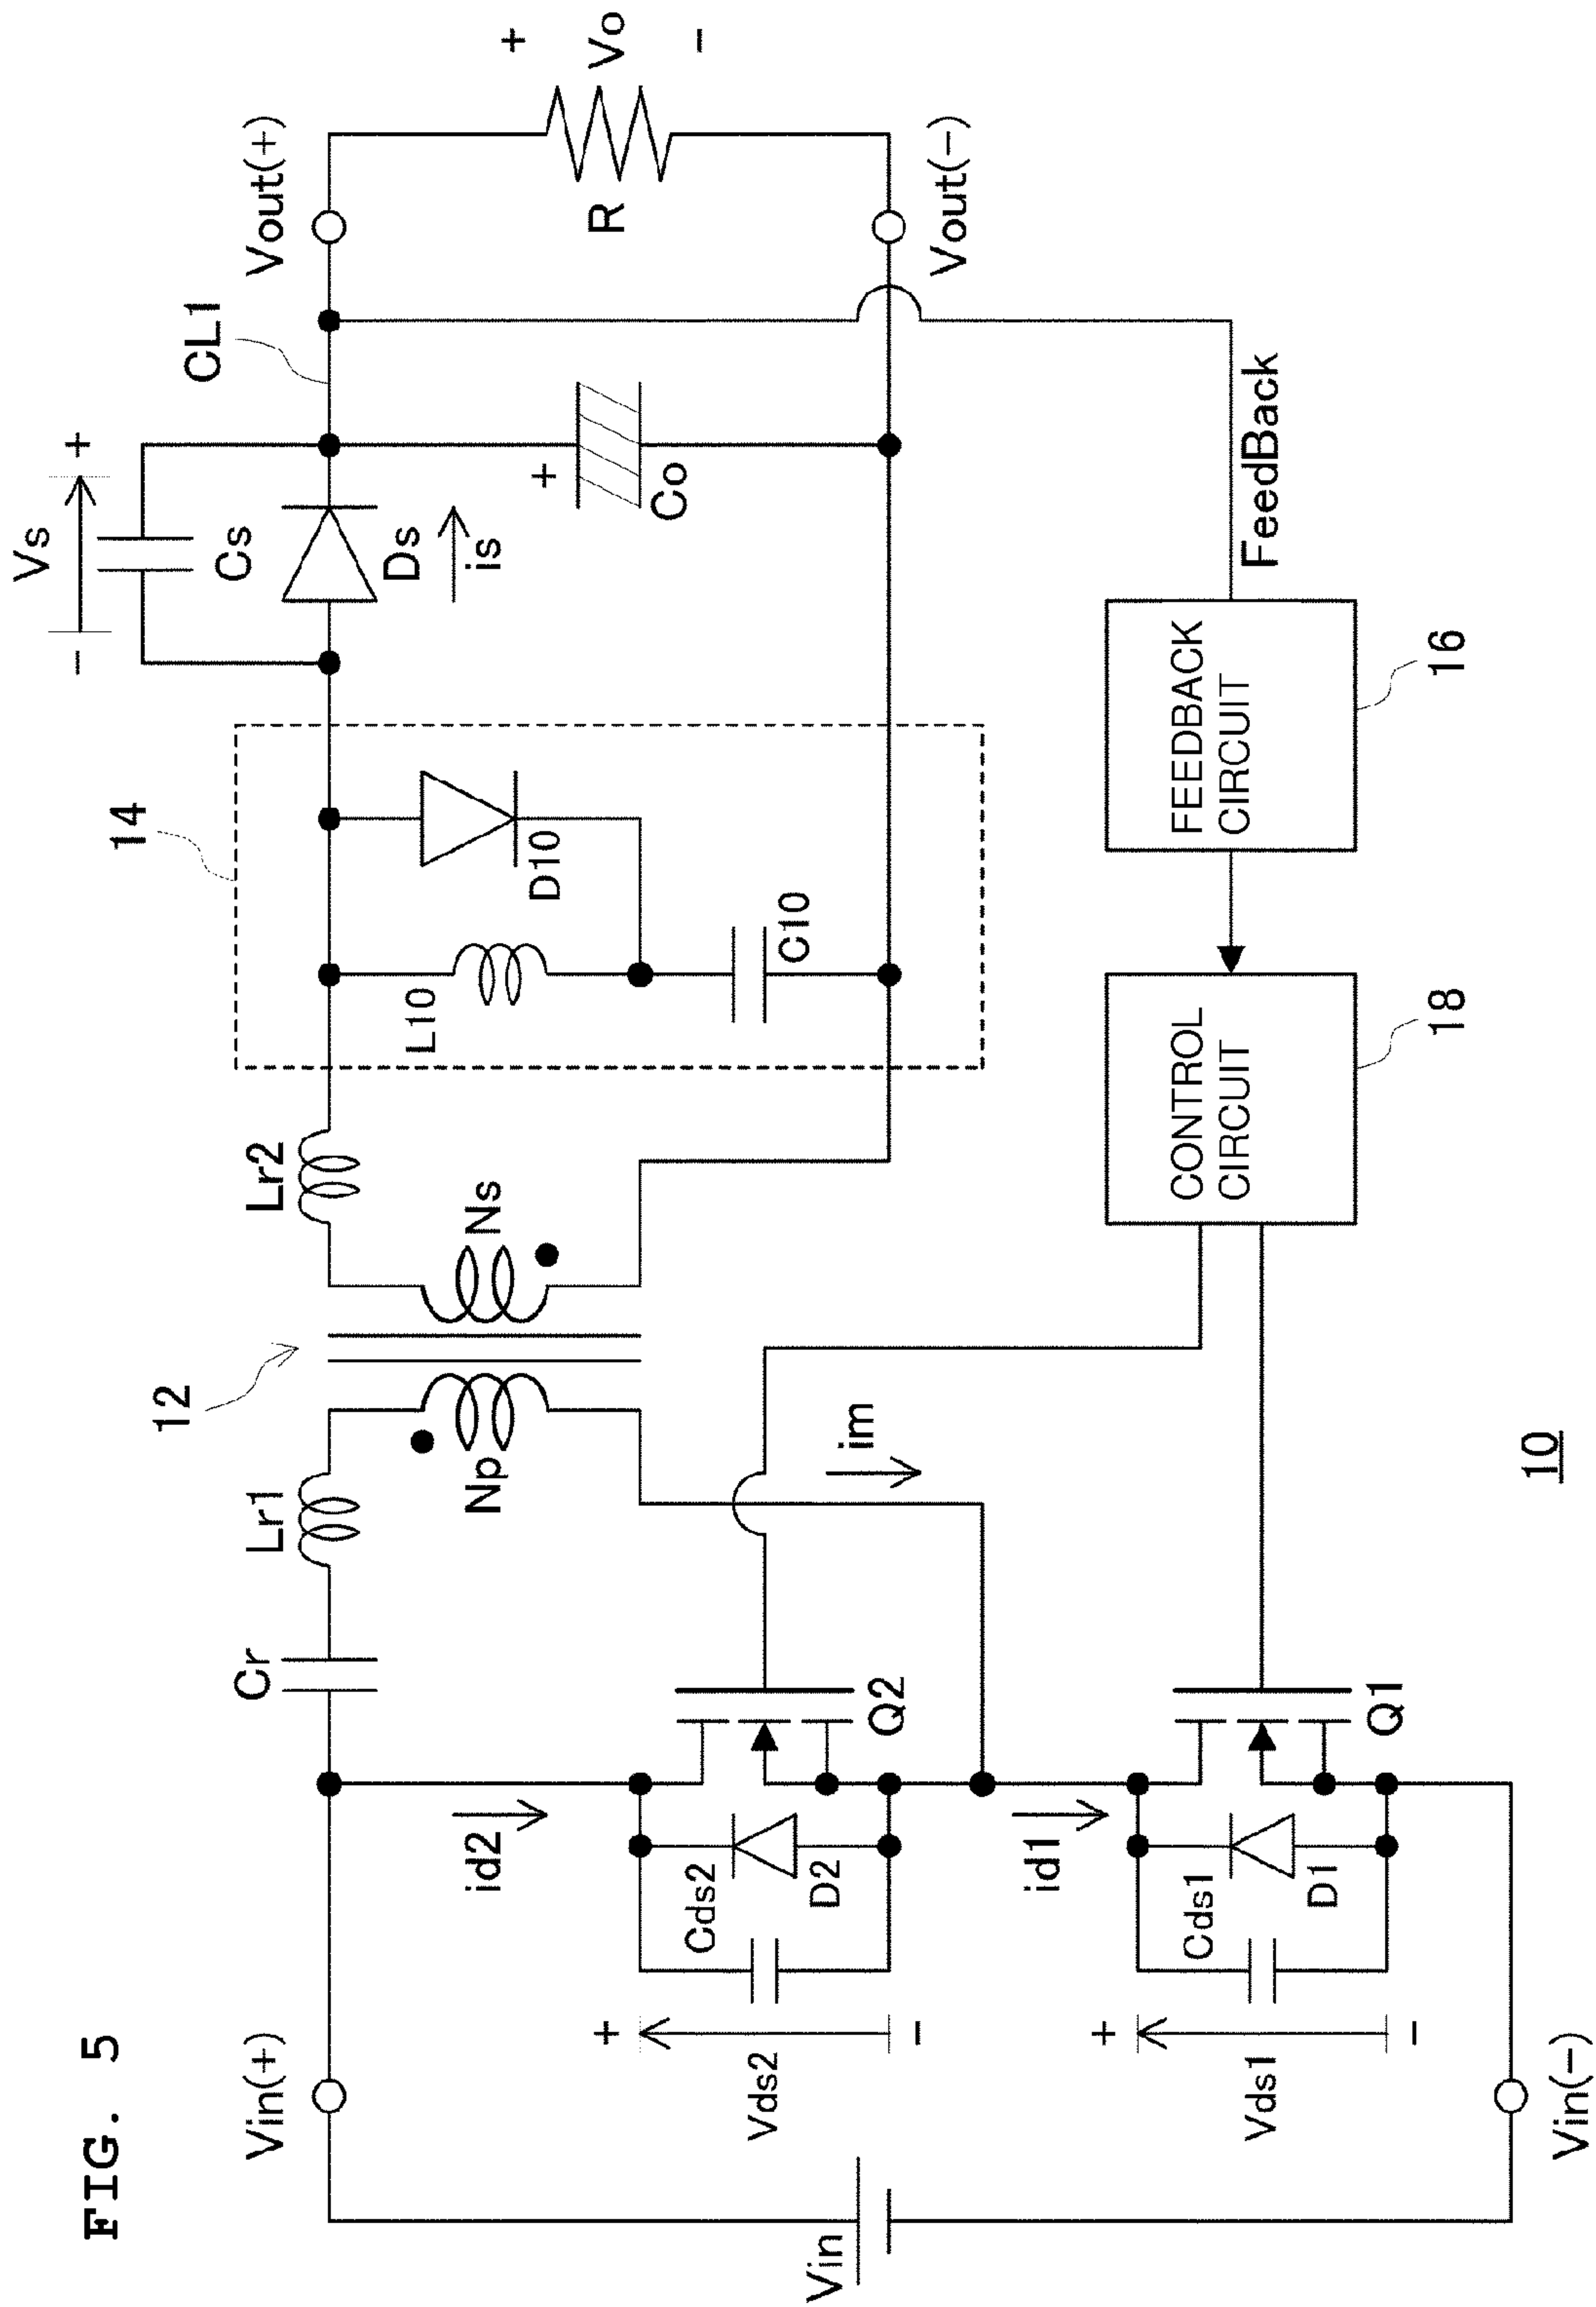 FIG. 5
Vin
Vin(+)
Vin(-)
Vds2
+
-
Vds1
+
-
Cds2
D2
Cds1
D1
id2
id1
Q2
Q1
Cr
Lr1
Np
im
12
Ns
Lr2
10
14
L10
D10
C10
CONTROL
CIRCUIT
18
FEEDBACK
CIRCUIT
16
FeedBack
Vs
-
+
Cs
Ds
is
+
Co
CL1
Vout(+)
Vout(-)
R
+
Vo
-